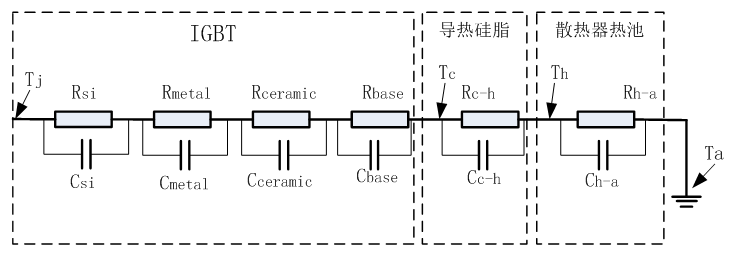 IGBT
导热硅脂
散热器热池
Tj
Tc
Th
Rsi
Rmetal
Rceramic
Rbase
Rc-h
Rh-a
Ta
Csi
Cmetal
Cceramic
Cbase
Cc-h
Ch-a